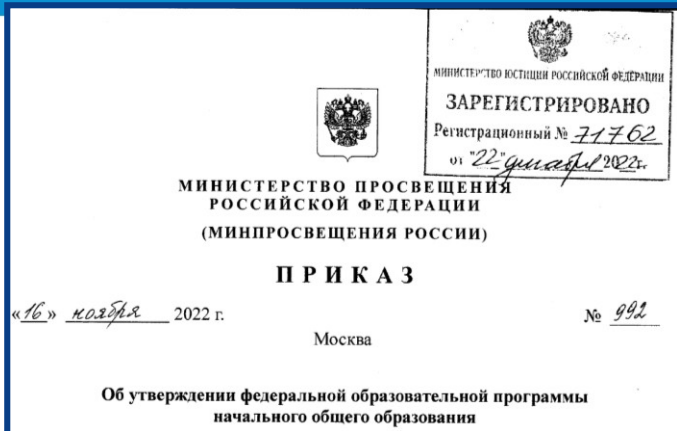 МИНИСТЕРСТВО ЮСТИЦИИ РОССИЙСКОЙ ФЕДЕРАЦИИ
ЗАРЕГИСТРИРОВАНО
Регистрационный № 71762
от "22" декабря 2022г.
МИНИСТЕРСТВО ПРОСВЕЩЕНИЯ
РОССИЙСКОЙ ФЕДЕРАЦИИ
(МИНПРОСВЕЩЕНИЯ РОССИИ)
ПРИКАЗ
«16» ноября 2022 г.
№ 992
Москва
Об утверждении федеральной образовательной программы
начального общего образования